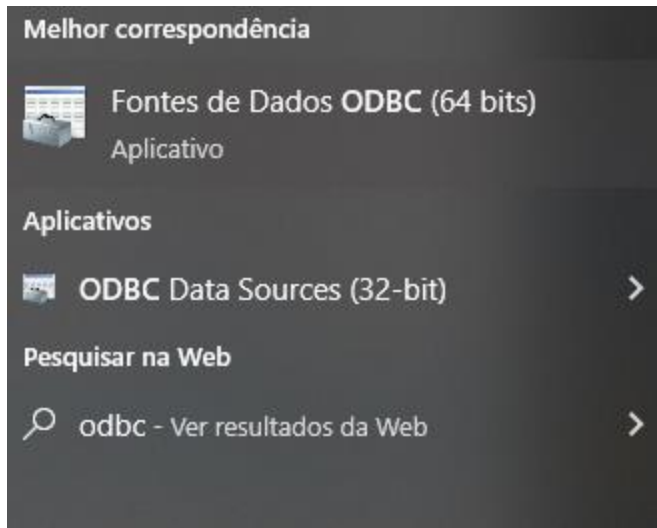 Melhor correspondência
Fontes de Dados ODBC (64 bits)
Aplicativo
Aplicativos
ODBC Data Sources (32-bit)
Pesquisar na Web
odbc - Ver resultados da Web